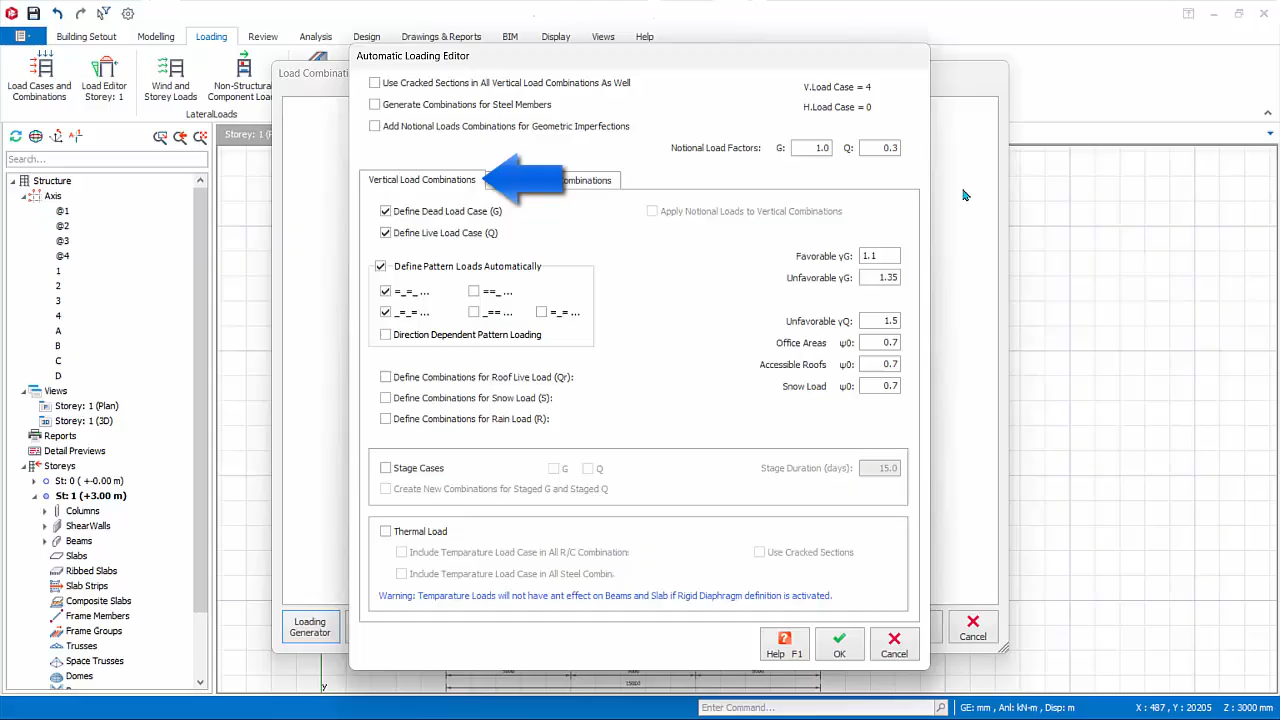 Building Setout
Modelling
Loading
Review
Analysis
Design
Drawings & Reports
BIM
Display
Views
Help
Load Cases and
Combinations
Load Editor
Storey: 1
Wind and
Storey Loads
Non-Structural
Component Loa
LateralLoads
Search...
Structure
Axis
@1
@2
@3
@4
1
2
3
4
A
B
C
D
Views
Storey: 1 (Plan)
Storey: 1 (3D)
Reports
Detail Previews
Storeys
St: 0 ( +-0.00 m)
St: 1 (+3.00 m)
Columns
ShearWalls
Beams
Slabs
Ribbed Slabs
Slab Strips
Composite Slabs
Frame Members
Frame Groups
Trusses
Space Trusses
Domes
Storey: 1 (P
Load Combinati
Loading
Generator
Cancel
Automatic Loading Editor
Use Cracked Sections in All Vertical Load Combinations As Well
Generate Combinations for Steel Members
Add Notional Loads Combinations for Geometric Imperfections
V.Load Case = 4
H.Load Case = 0
Notional Load Factors: G: 1.0 Q: 0.3
Vertical Load Combinations
ombinations
Define Dead Load Case (G)
Apply Notional Loads to Vertical Combinations
Define Live Load Case (Q)
Define Pattern Loads Automatically
=_=_ ...
==_ ...
_=_= ...
_== ...
=_= ...
Direction Dependent Pattern Loading
Favorable γG: 1.1
Unfavorable γG: 1.35
Unfavorable γQ: 1.5
Office Areas ψ0: 0.7
Accessible Roofs ψ0: 0.7
Snow Load ψ0: 0.7
Define Combinations for Roof Live Load (Qr):
Define Combinations for Snow Load (S):
Define Combinations for Rain Load (R):
Stage Cases
G
Q
Stage Duration (days): 15.0
Create New Combinations for Staged G and Staged Q
Thermal Load
Include Temparature Load Case in All R/C Combination:
Use Cracked Sections
Include Temparature Load Case in All Steel Combin.
Warning: Temparature Loads will not have ant effect on Beams and Slab if Rigid Diaphragm definition is activated.
Help F1
OK
Cancel
y
Enter Command...
GE: mm , Anl: kN-m , Disp: m
X : 487 , Y : 20205
Z : 3000 mm